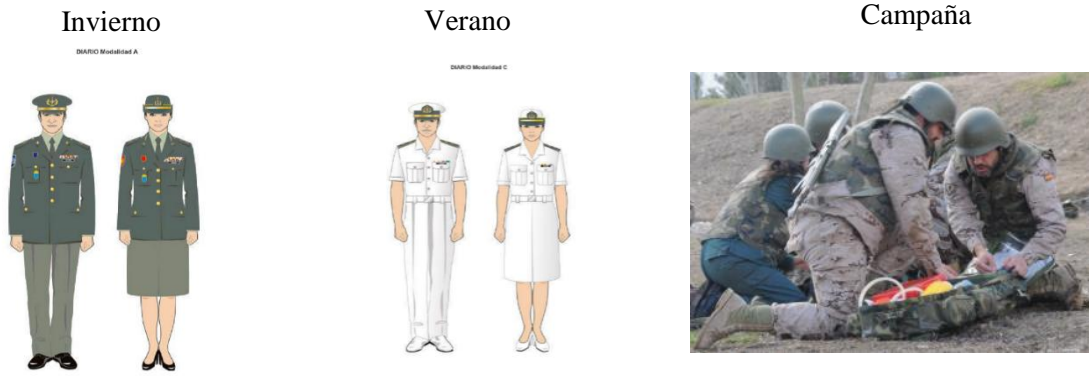 Invierno
Verano
Campaña
DIARIO Modalidad A
DIARIO Modalidad C